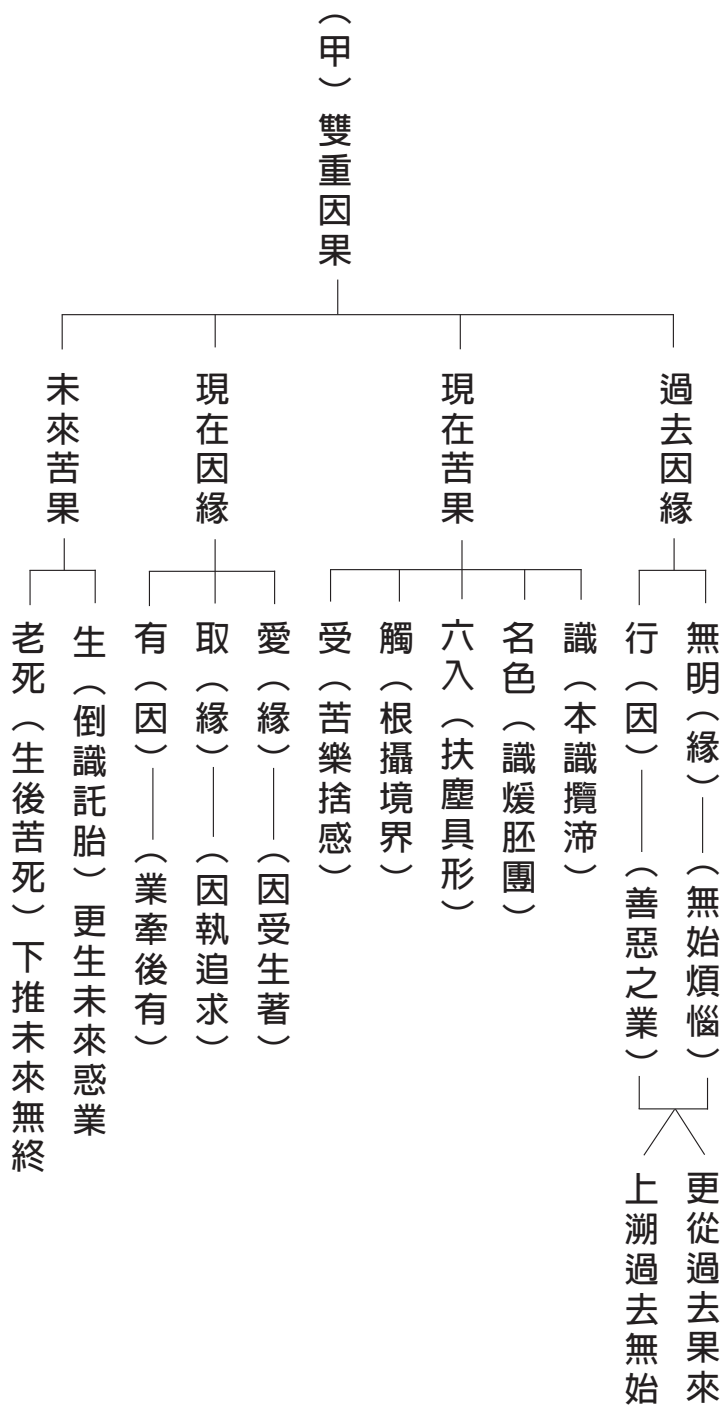 （甲）雙重因果
過去因緣
無明（緣）——（無始煩惱）
更從過去果來
行（因）——（善惡之業）
上溯過去無始
現在苦果
識（本識攬渧）
名色（識煖胚團）
六入（扶塵具形）
觸（根攝境界）
受（苦樂捨感）
現在因緣
愛（緣）——（因受生著）
取（緣）——（因執追求）
有（因）——（業牽後有）
未來苦果
生（倒識託胎）更生未來惑業
老死（生後苦死）下推未來無終